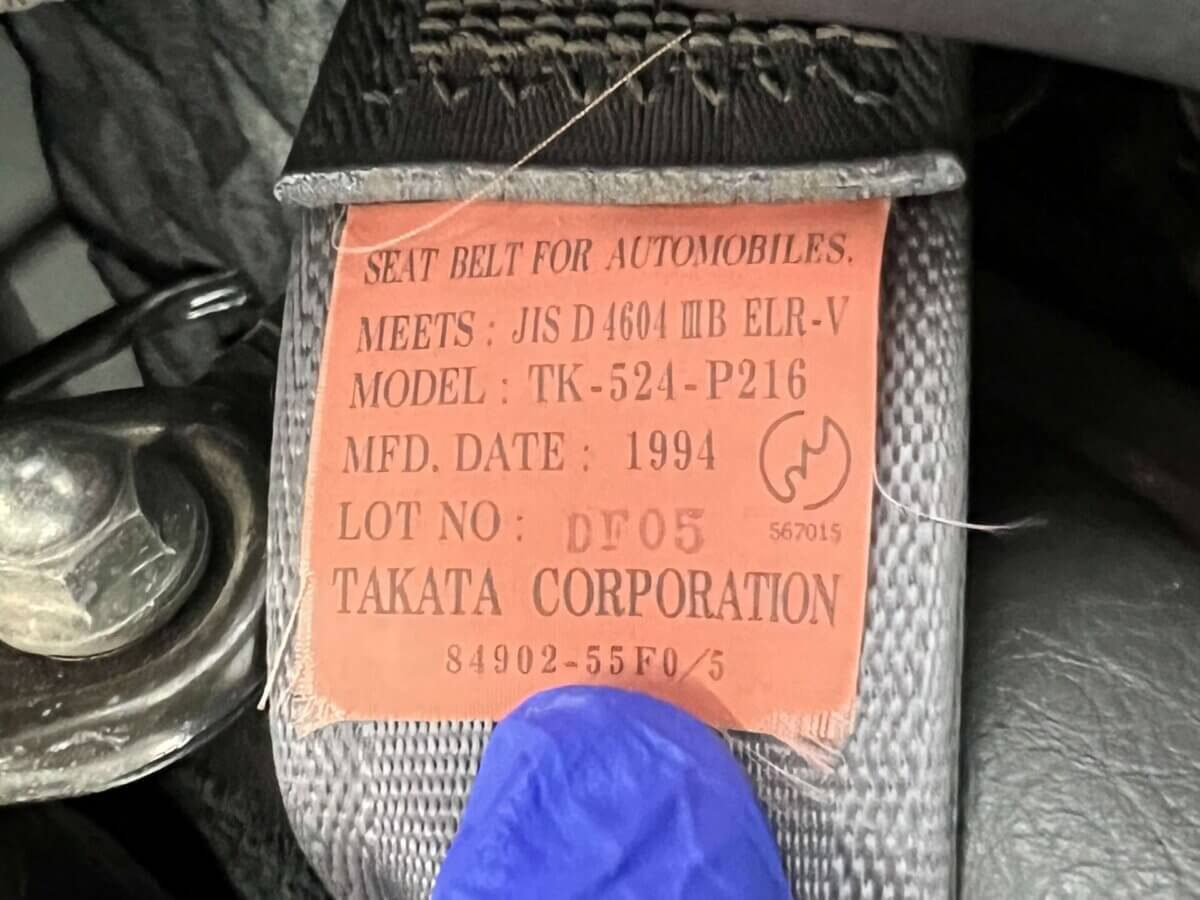 SEAT BELT FOR AUTOMOBILES.
MEETS : JIS D 4604 ⅢB ELR-V
MODEL : TK-524-P216
MFD. DATE : 1994
LOT NO : DF05
567015
TAKATA CORPORATION
84902-55F0/5